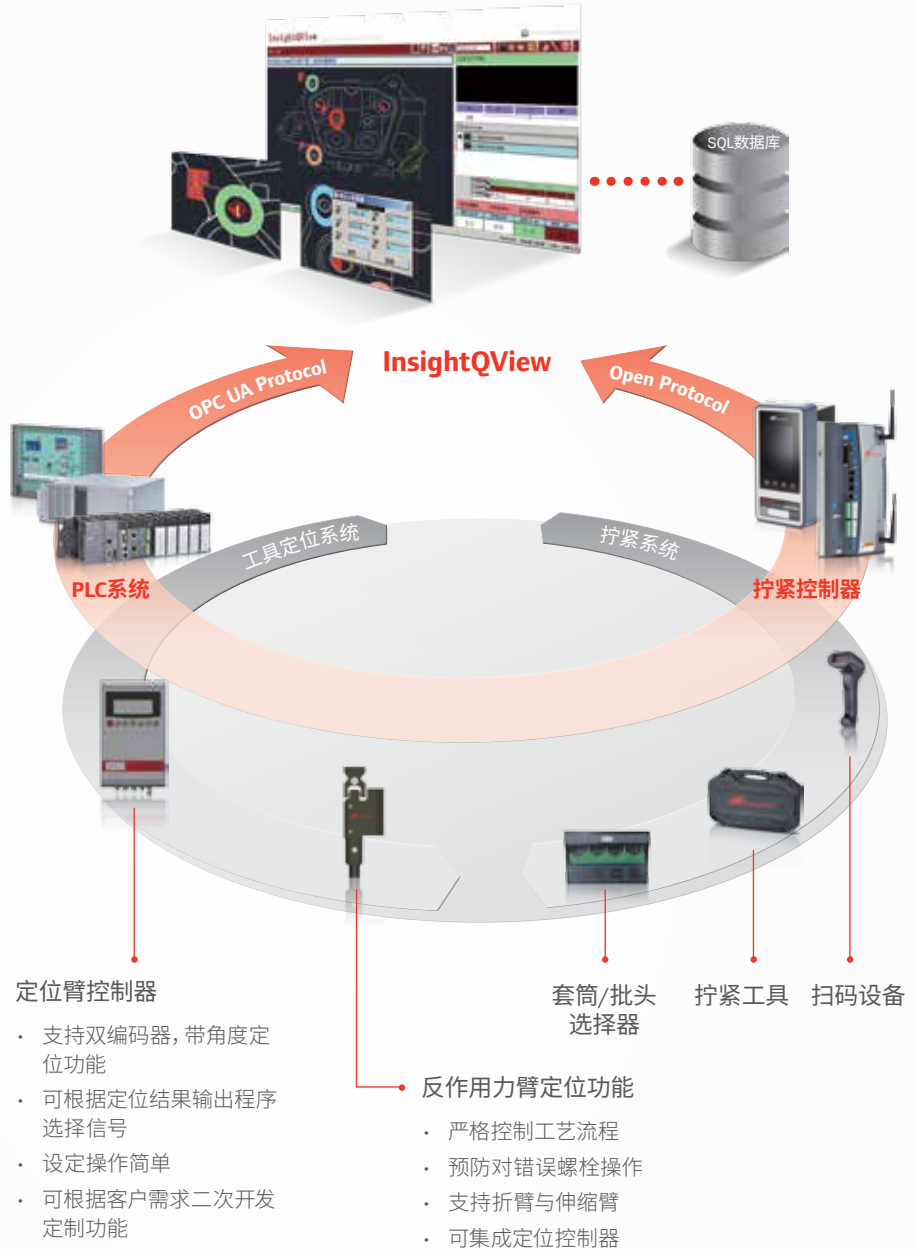 InsightQView
SQL数据库
InsightQView
OPC UA Protocol
Open Protocol
工具定位系统
拧紧系统
PLC系统
拧紧控制器
定位臂控制器
· 支持双编码器，带角度定
位功能
· 可根据定位结果输出程序
选择信号
· 设定操作简单
· 可根据客户需求二次开发
定制功能
反作用力臂定位功能
· 严格控制工艺流程
· 预防对错误螺栓操作
· 支持折臂与伸缩臂
· 可集成定位控制器
套筒/批头
选择器
拧紧工具
扫码设备